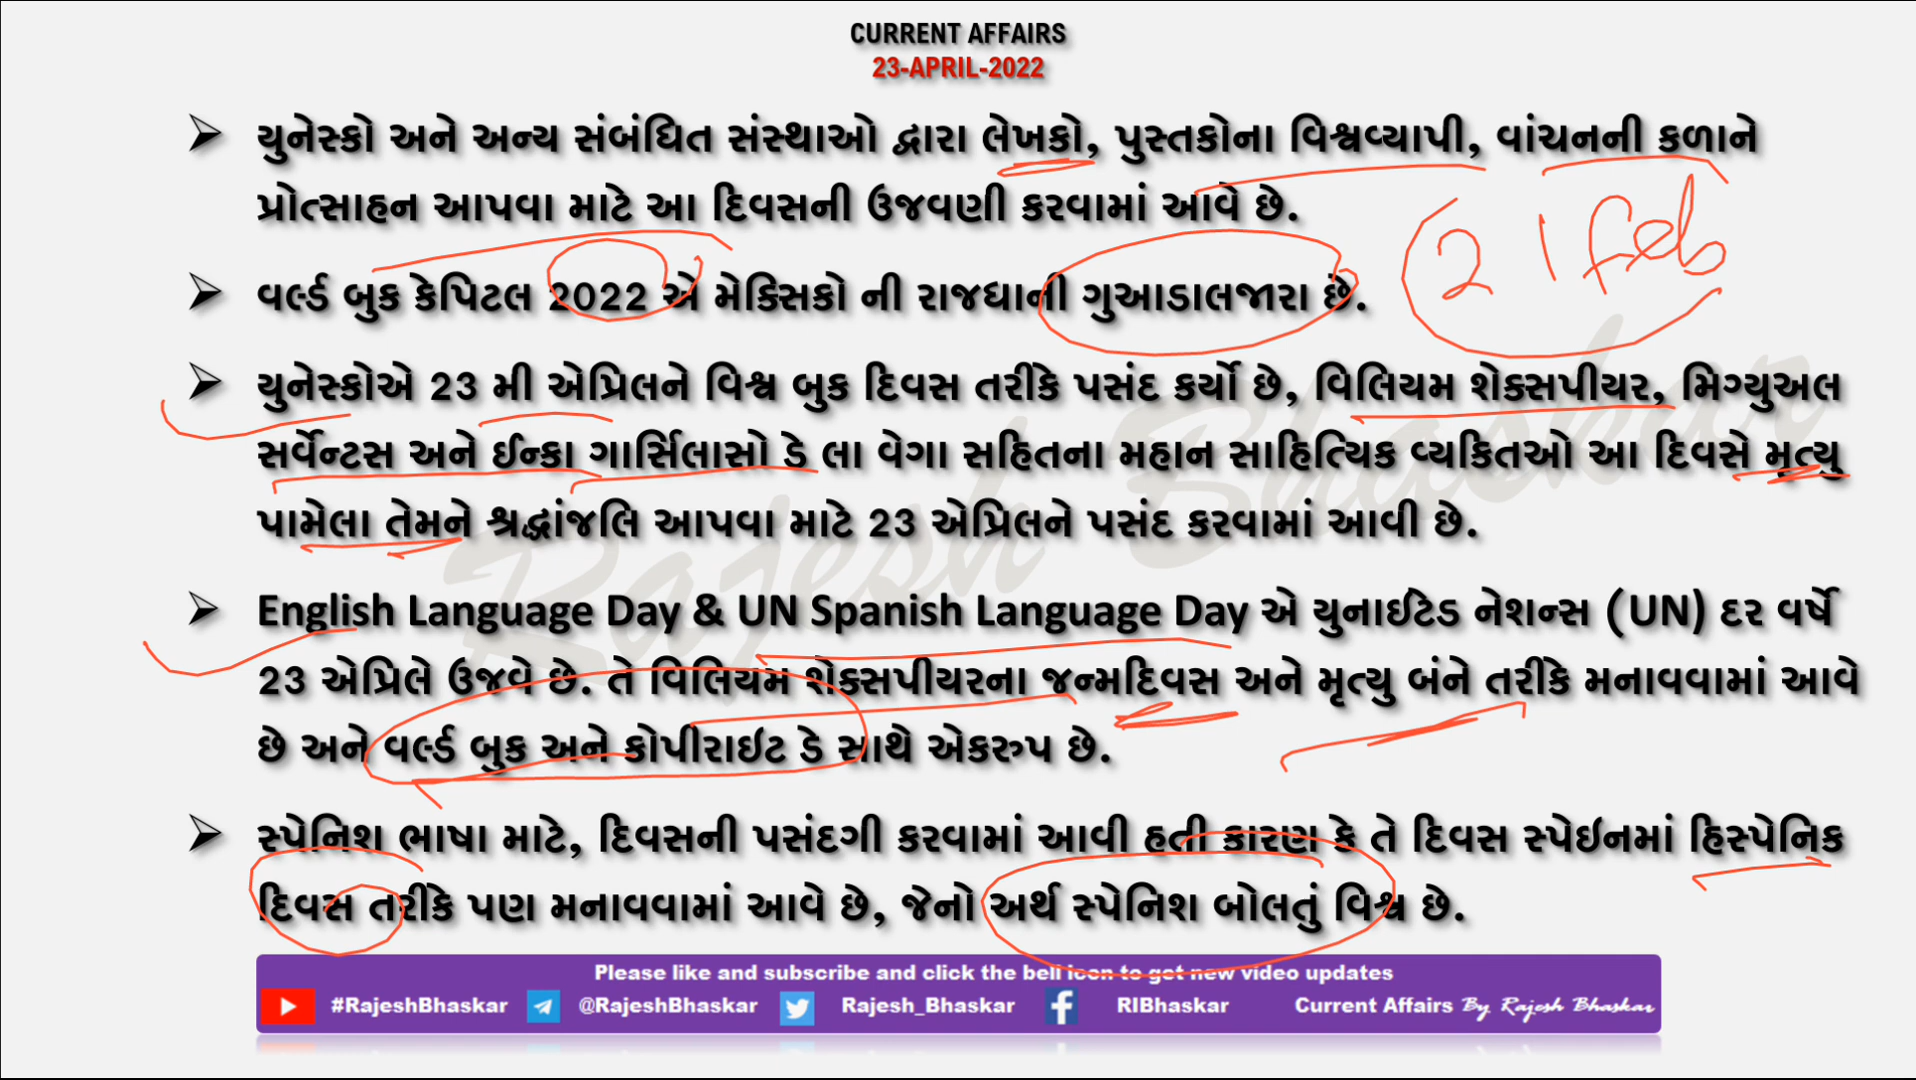 CURRENT AFFAIRS
23-APRIL-2022
યુનેસ્કો અને અન્ય સંબંધિત સંસ્થાઓ દ્વારા લેખકો, પુસ્તકોના વિશ્વવ્યાપી, વાંચનની કળાને
પ્રોત્સાહન આપવા માટે આ દિવસની ઉજવણી કરવામાં આવે છે.
21 feb
વર્લ્ડ બુક કેપિટલ 2022 એ મેક્સિકો ની રાજધાની ગુઆડાલજારા છે.
યુનેસ્કોએ 23 મી એપ્રિલને વિશ્વ બુક દિવસ તરીકે પસંદ કર્યો છે, વિલિયમ શેક્સપીયર, મિગ્યુઅલ
સર્વેન્ટસ અને ઈન્કા ગાર્સિલાસો ડે લા વેગા સહિતના મહાન સાહિત્યિક વ્યકિતઓ આ દિવસે મૃત્યુ
પામેલા તેમને શ્રદ્ધાંજલિ આપવા માટે 23 એપ્રિલને પસંદ કરવામાં આવી છે.
English Language Day & UN Spanish Language Day એ યુનાઈટેડ નેશન્સ (UN) દર વર્ષે
23 એપ્રિલે ઉજવે છે. તે વિલિયમ શેક્સપીયરના જન્મદિવસ અને મૃત્યુ બંને તરીકે મનાવવામાં આવે
છે અને વર્લ્ડ બુક અને કોપીરાઈટ ડે સાથે એકરુપ છે.
સ્પેનિશ ભાષા માટે, દિવસની પસંદગી કરવામાં આવી હતી કારણ કે તે દિવસ સ્પેઇનમાં હિસ્પેનિક
દિવસ તરીકે પણ મનાવવામાં આવે છે, જેનો અર્થ સ્પેનિશ બોલતું વિશ્વ છે.
Rajesh Bhaskar
Please like and subscribe and click the bell icon to get new video updates
#RajeshBhaskar @RajeshBhaskar Rajesh_Bhaskar RIBhaskar Current Affairs By Rajesh Bhaskar